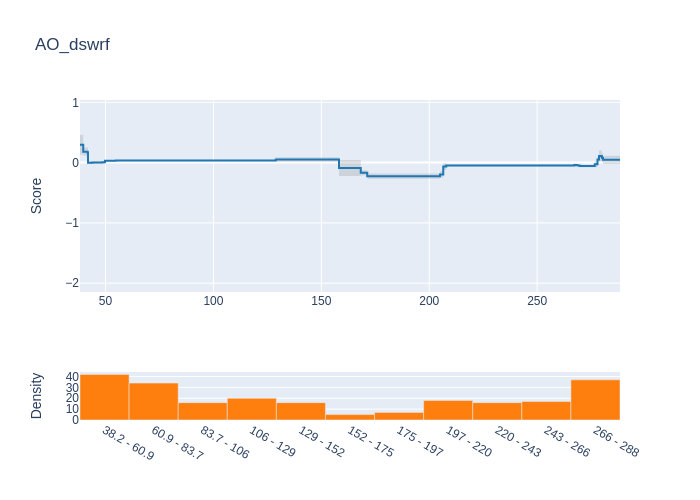 AO_dswrf
Score
1
0
−1
−2
50
100
150
200
250
Density
40
30
20
10
0
38.2 - 60.9
60.9 - 83.7
83.7 - 106
106 - 129
129 - 152
152 - 175
175 - 197
197 - 220
220 - 243
243 - 266
266 - 288